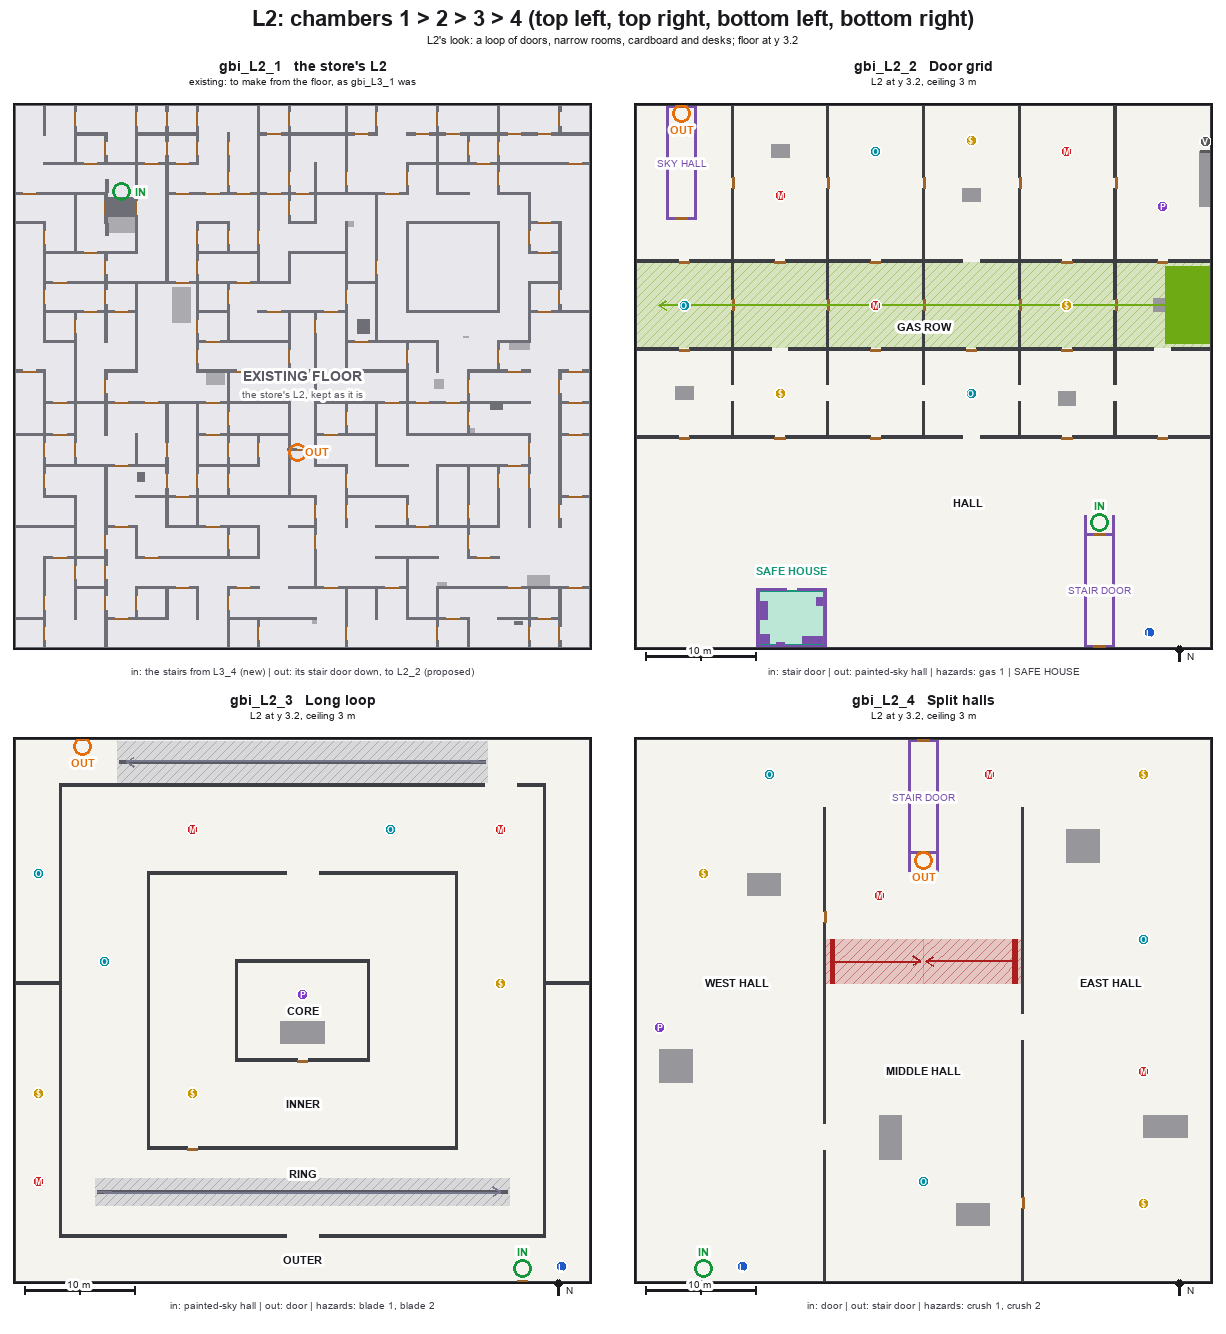 L2: chambers 1 > 2 > 3 > 4 (top left, top right, bottom left, bottom right)
L2's look: a loop of doors, narrow rooms, cardboard and desks; floor at y 3.2
gbi_L2_1 the store's L2
existing: to make from the floor, as gbi_L3_1 was
IN
EXISTING FLOOR
the store's L2, kept as it is
OUT
in: the stairs from L3_4 (new) | out: its stair door down, to L2_2 (proposed)
gbi_L2_2 Door grid
L2 at y 3.2, ceiling 3 m
OUT
SKY HALL
O
$
M
V
M
P
O
M
$
GAS ROW
$
O
HALL
IN
SAFE HOUSE
STAIR DOOR
L
10 m
N
in: stair door | out: painted-sky hall | hazards: gas 1 | SAFE HOUSE
gbi_L2_3 Long loop
L2 at y 3.2, ceiling 3 m
OUT
M
O
M
O
O
$
P
CORE
$
$
INNER
RING
M
IN
OUTER
L
10 m
N
in: painted-sky hall | out: door | hazards: blade 1, blade 2
gbi_L2_4 Split halls
L2 at y 3.2, ceiling 3 m
O
M
$
STAIR DOOR
$
OUT
M
O
WEST HALL
EAST HALL
P
MIDDLE HALL
M
O
$
IN
L
10 m
N
in: door | out: stair door | hazards: crush 1, crush 2